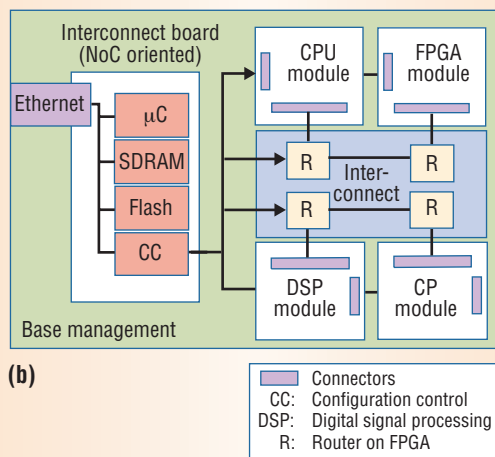 Interconnect board
(NoC oriented)
Ethernet
μC
SDRAM
Flash
CC
Base management
CPU
module
FPGA
module
R
R
Inter-
connect
R
R
DSP
module
CP
module
(b)
Connectors
CC: Configuration control
DSP: Digital signal processing
R: Router on FPGA